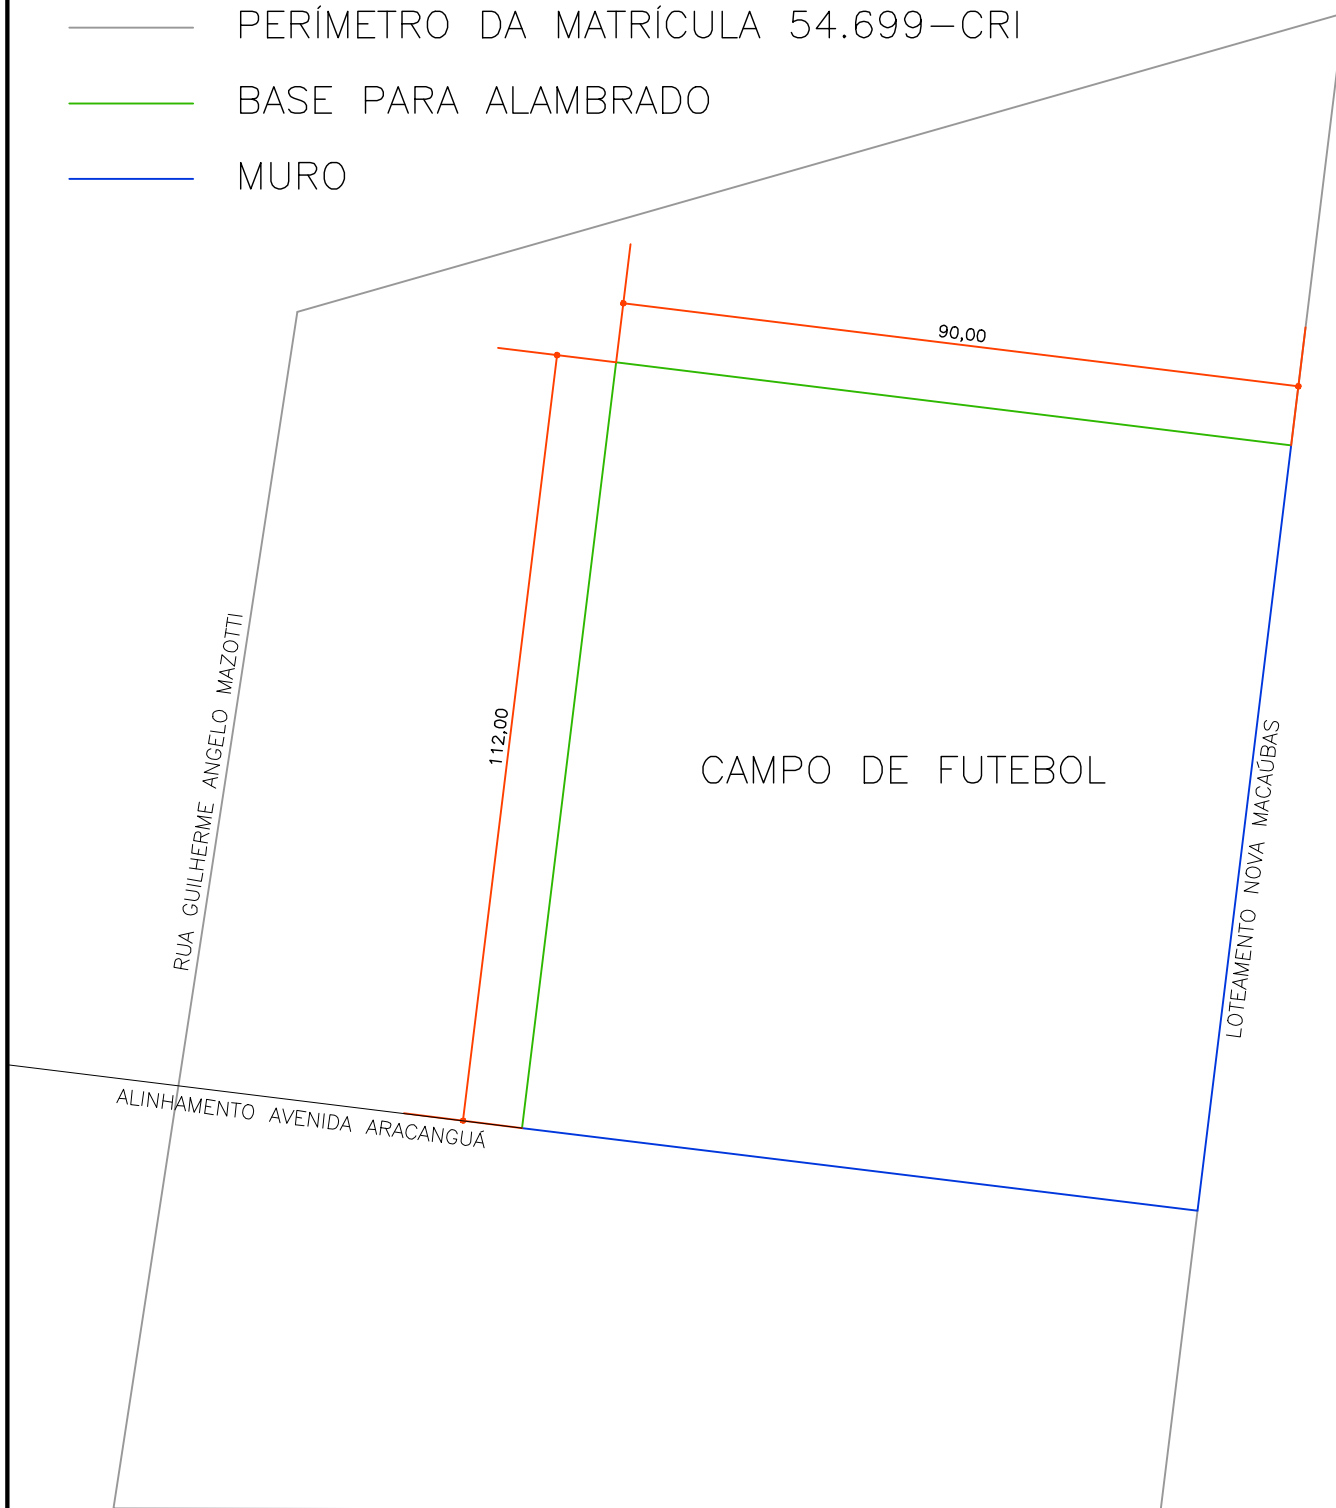 PERÍMETRO DA MATRÍCULA 54.699-CRI
BASE PARA ALAMBRADO
MURO
90,00
112,00
RUA GUILHERME ANGELO MAZOTTI
CAMPO DE FUTEBOL
LOTEAMENTO NOVA MACAÚBAS
ALINHAMENTO AVENIDA ARACANGUÁ